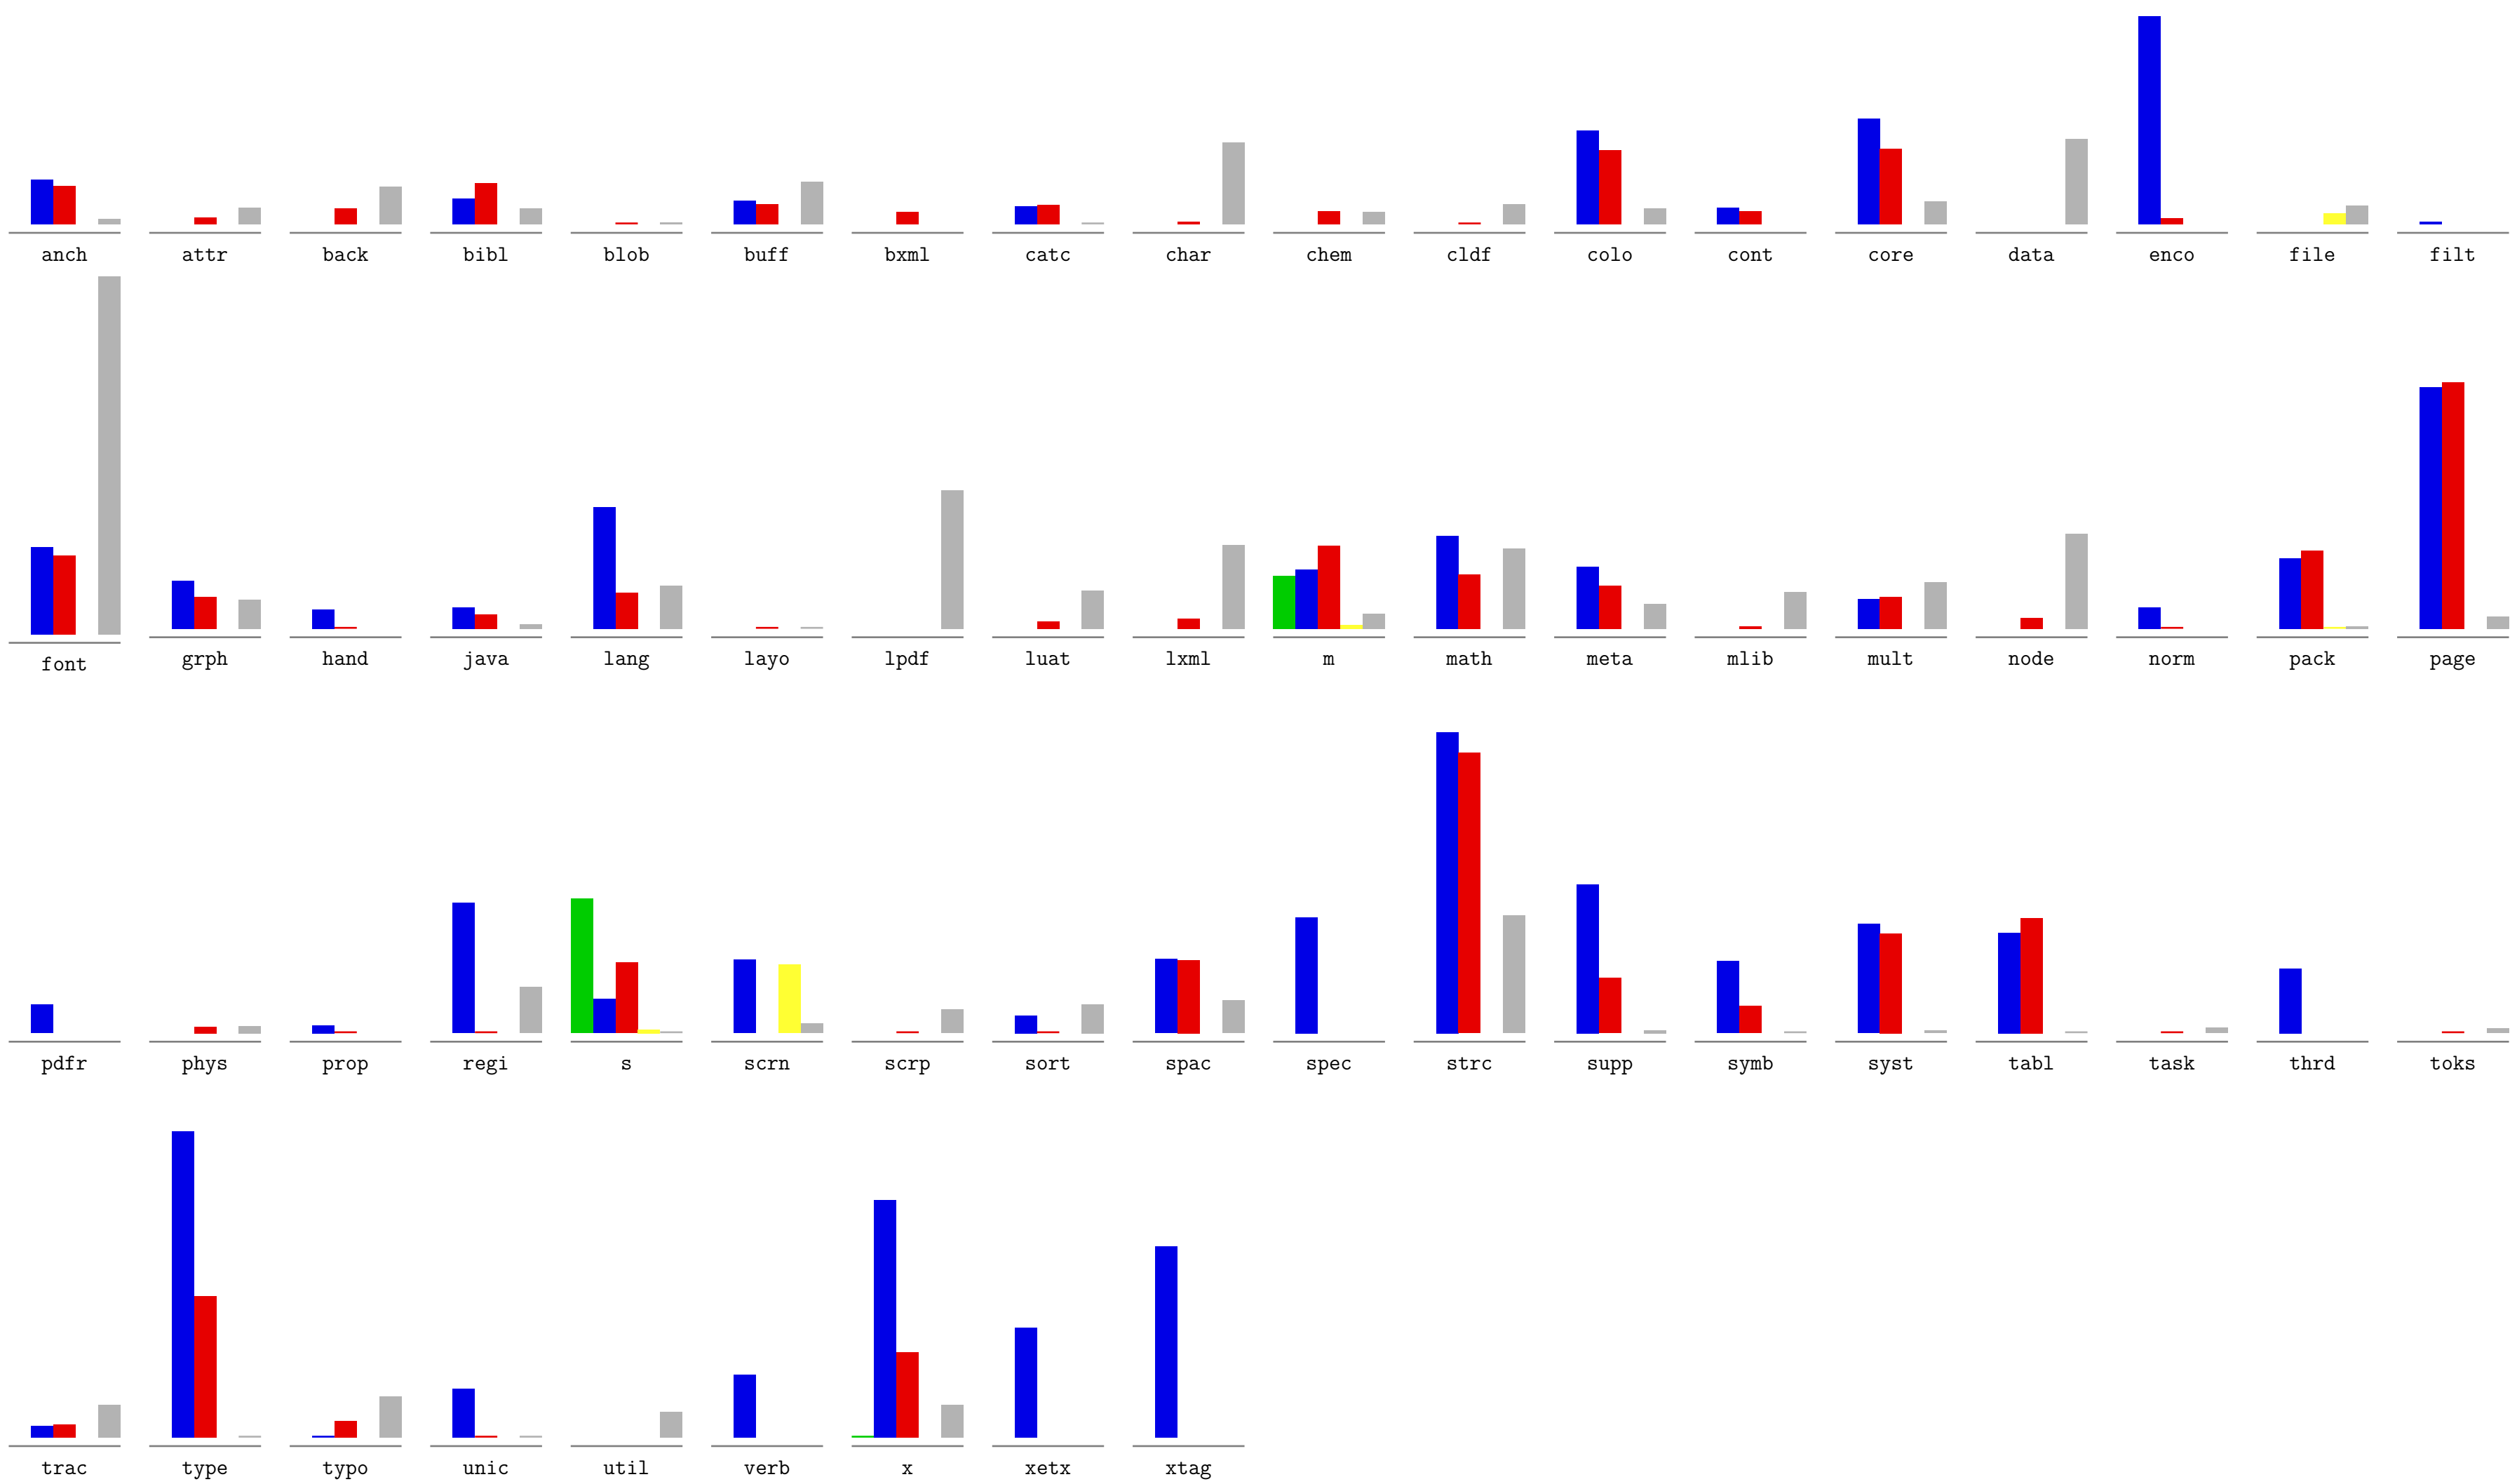 anch attr back bibl blob buff bxml catc char chem cldf colo cont core data enco file filt
font grph hand java lang layo lpdf luat lxml m math meta mlib mult node norm pack page
pdfr phys prop regi s scrn scrp sort spac spec strc supp symb syst tabl task thrd toks
trac type typo unic util verb x xetx xtag